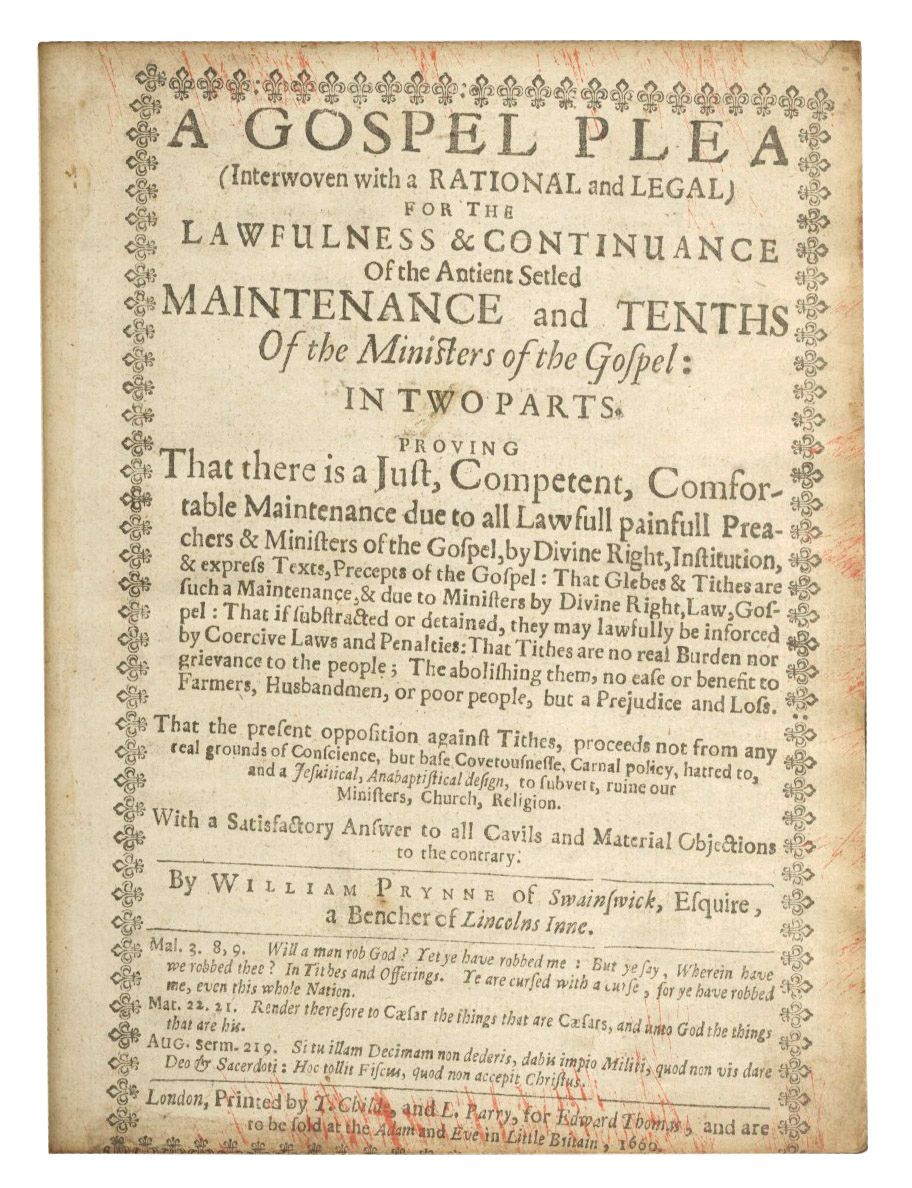 A GOSPEL PLEA
(Interwoven with a RATIONAL and LEGAL)
FOR THE
LAWFULNESS & CONTINUANCE
Of the Antient Setled
MAINTENANCE and TENTHS
Of the Miniſters of the Goſpel:
IN TWO PARTS.
PROVING
That there is a Juſt, Competent, Comfor-
table Maintenance due to all Lawfull painfull Prea-
chers & Miniſters of the Goſpel, by Divine Right, Inſtitution,
& expreſs Texts, Precepts of the Goſpel: That Glebes & Tithes are
ſuch a Maintenance, & due to Miniſters by Divine Right, Law, Goſ-
pel: That if ſubſtracted or detained, they may lawfully be inforced
by Coercive Laws and Penalties: That Tithes are no real Burden nor
grievance to the people; The aboliſhing them, no eaſe or benefit to
Farmers, Husbandmen, or poor people, but a Prejudice and Loſs.
That the preſent oppoſition againſt Tithes, proceeds not from any
real grounds of Conſcience, but baſe Covetouſneſſe, Carnal policy, hatred to,
and a Jeſuitical, Anabaptiſtical deſign, to ſubvert, ruine our
Miniſters, Church, Religion.
With a Satisfactory Anſwer to all Cavils and Material Objections
to the contrary.
By WILLIAM PRYNNE of Swainſwick, Eſquire,
a Bencher of Lincolns Inne.
Mal. 3. 8, 9. Will a man rob God? Yet ye have robbed me: But ye ſay, Wherein have
we robbed thee? In Tithes and Offerings. Ye are curſed with a curſe, for ye have robbed
me, even this whole Nation.
Mat. 22. 21. Render therefore to Cæſar the things that are Cæſars, and unto God the things
that are his.
Aug. Serm. 219. Si tu illam Decimam non dederis, dabis impio Militi, quod non vis dare
Deo & Sacerdoti: Hoc tollit Fiſcus, quod non accepit Chriſtus.
London, Printed by T. Childe, and L. Parry, for Edward Thomas, and are
to be ſold at the Adam and Eve in Little Britain, 1660.